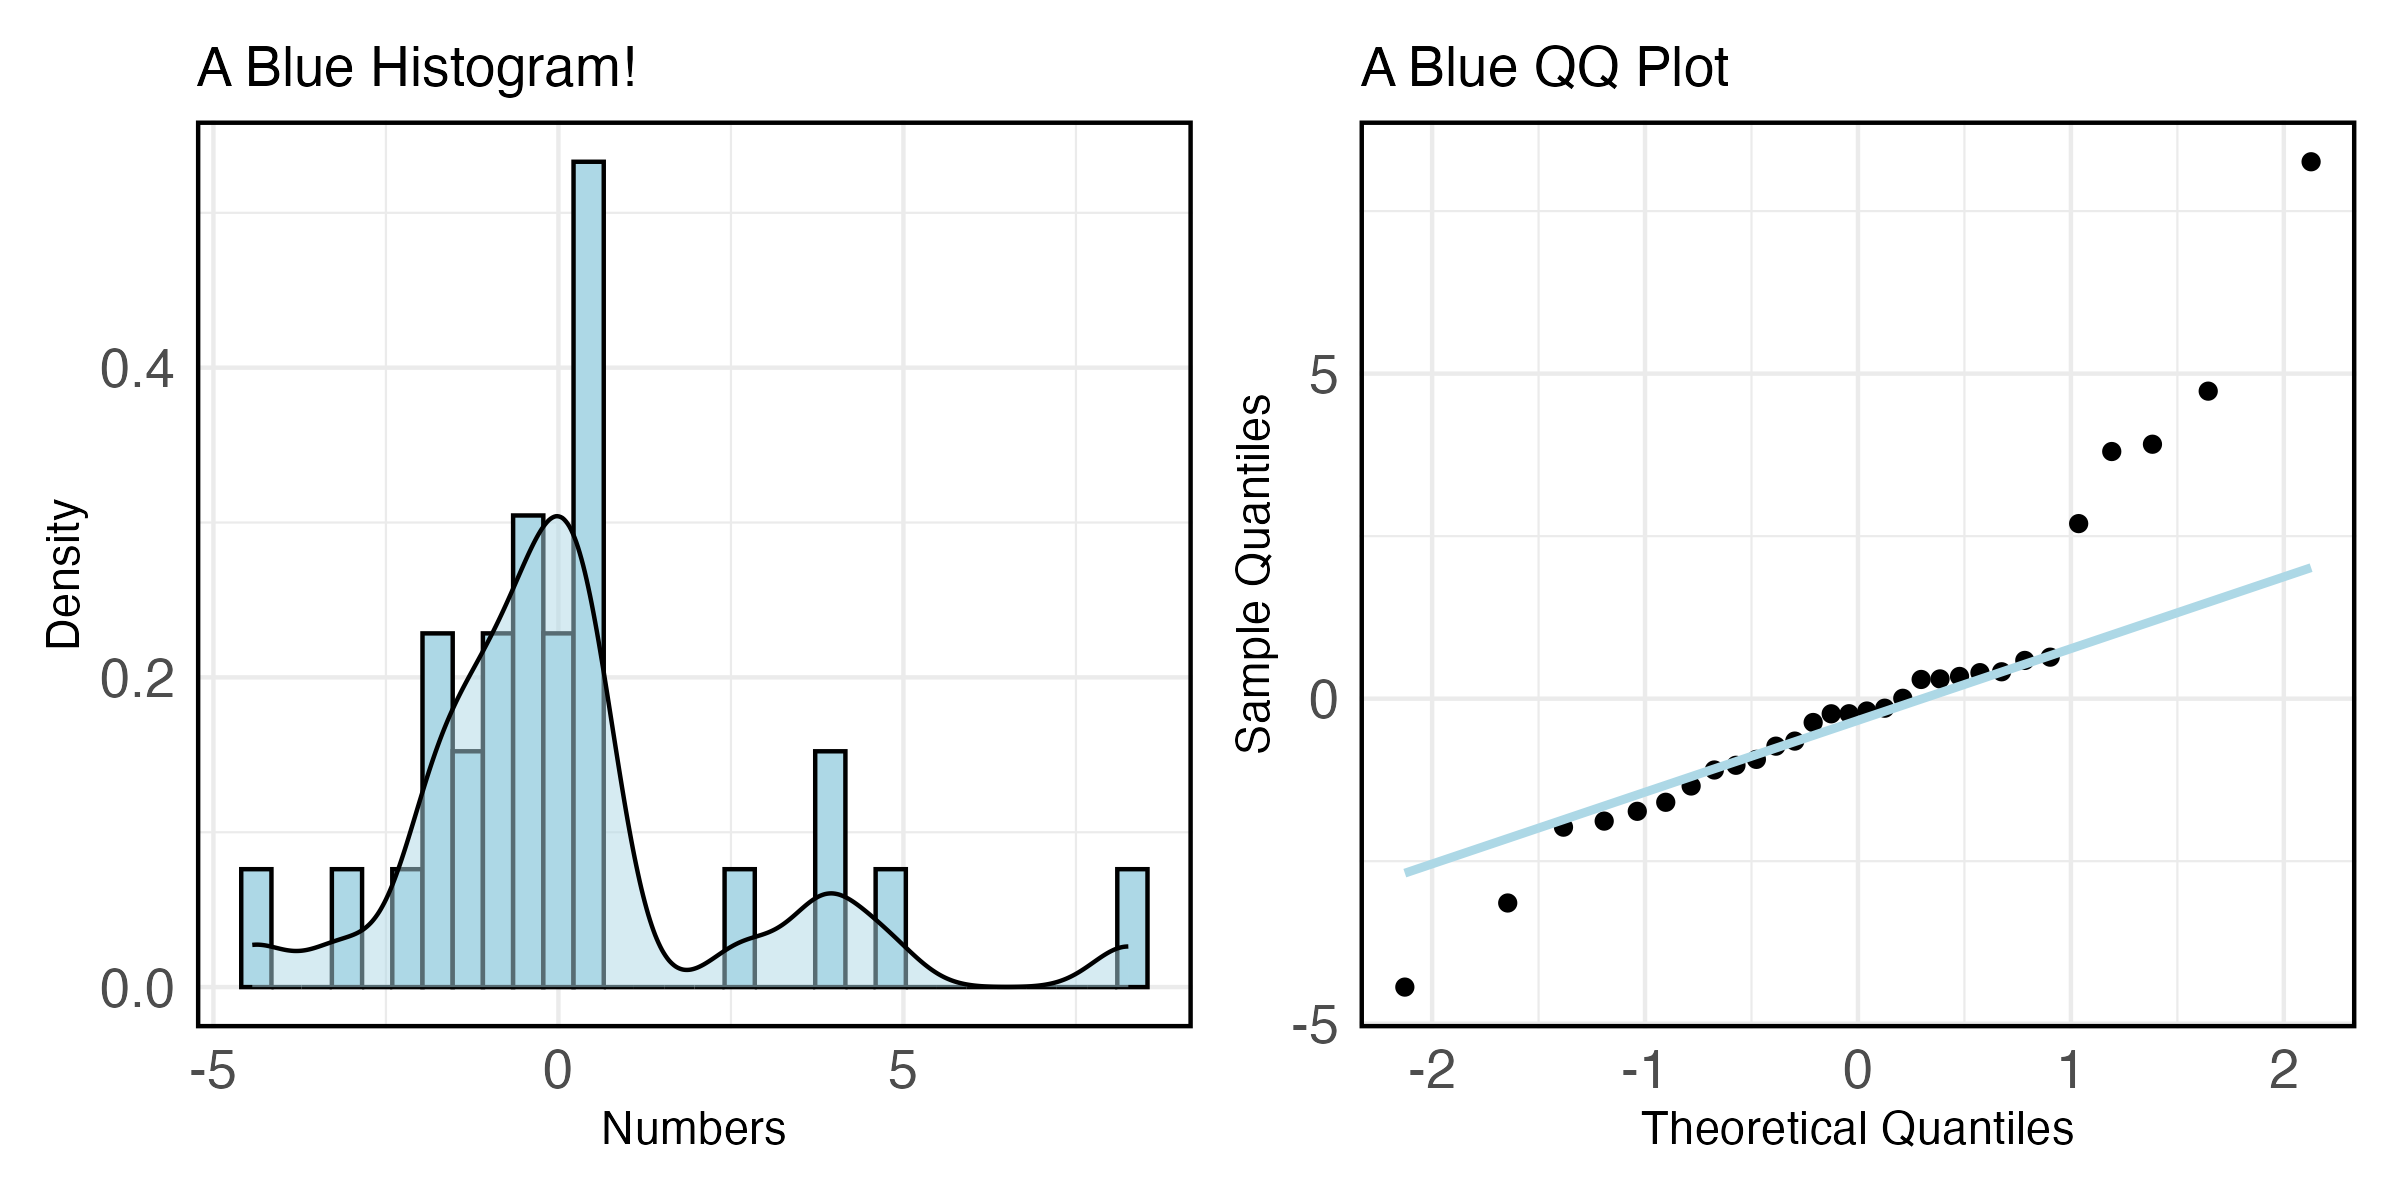 A Blue Histogram!
Density
0.4
0.2
0.0
-5 0 5
Numbers
A Blue QQ Plot
Sample Quantiles
5
0
-5
-2 -1 0 1 2
Theoretical Quantiles